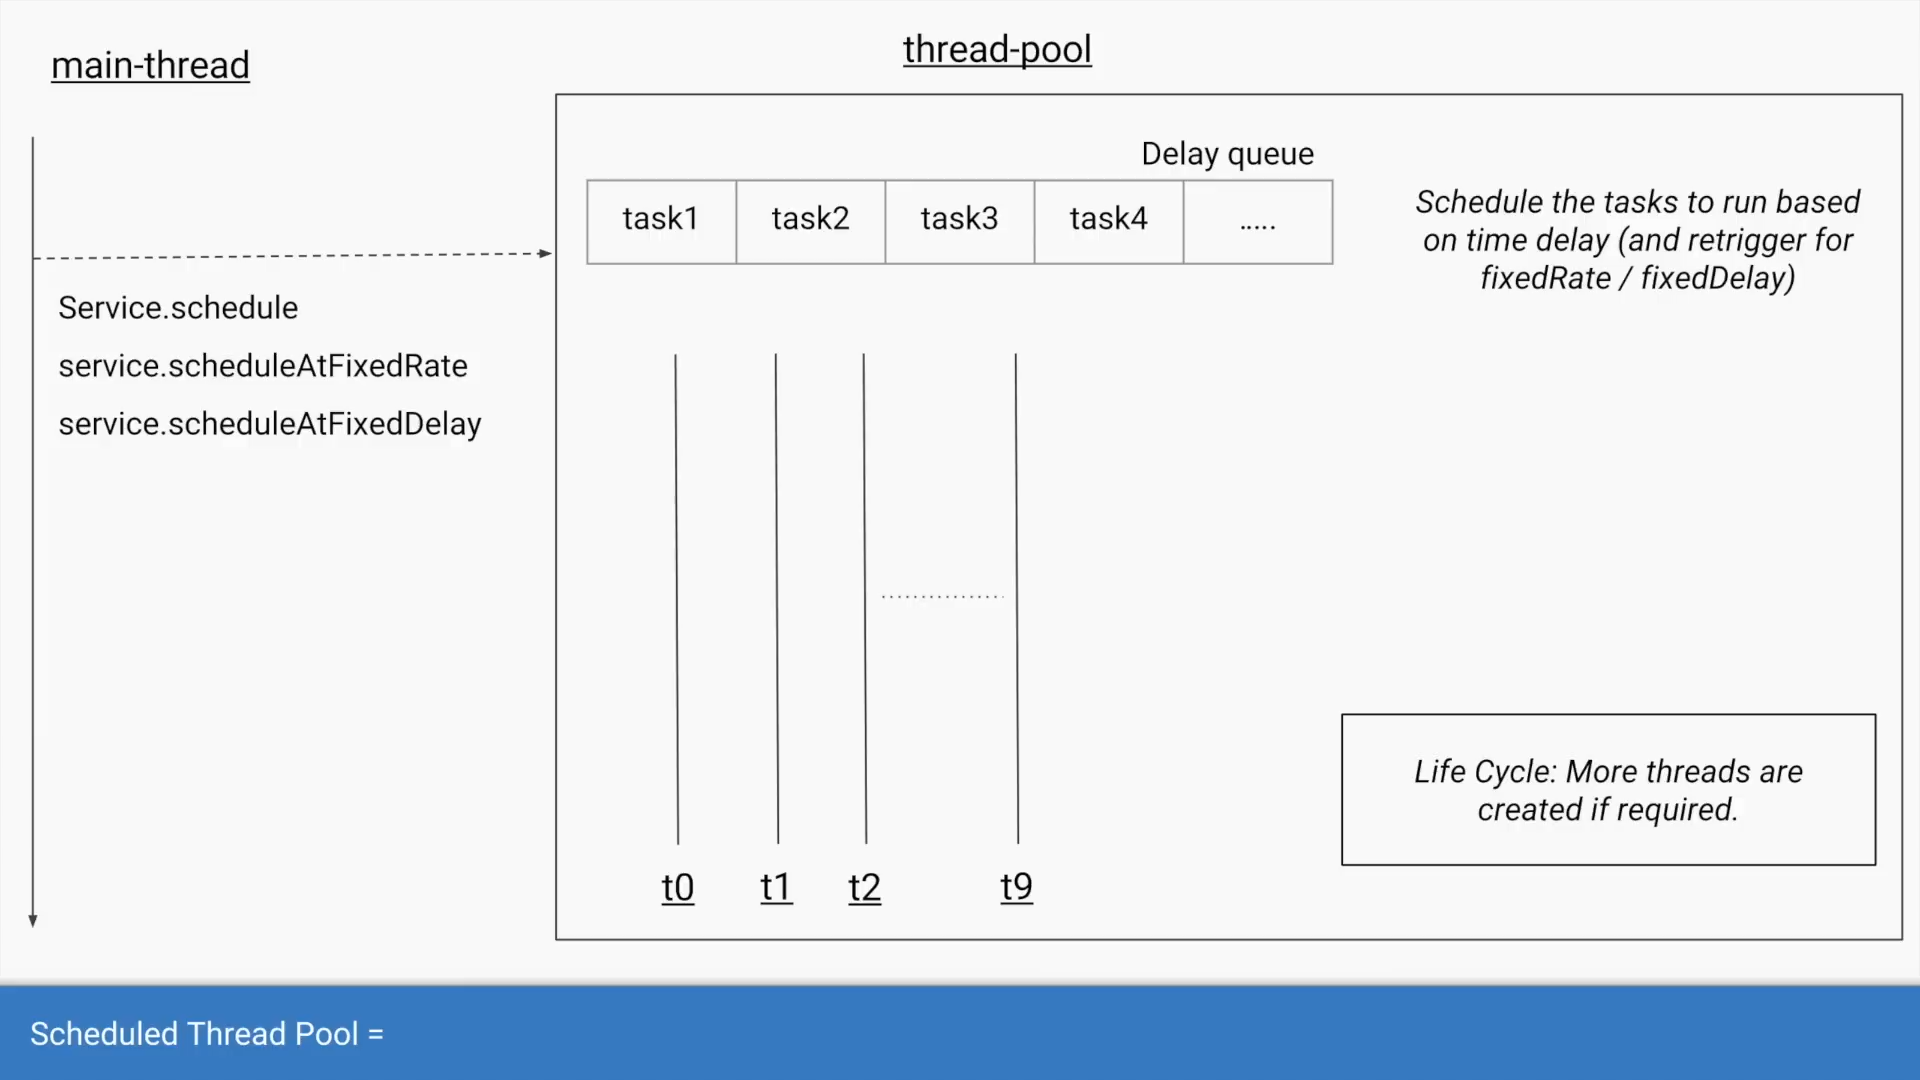 main-thread
thread-pool
Delay queue
task1 task2 task3 task4 .....
Schedule the tasks to run based
on time delay (and retrigger for
fixedRate / fixedDelay)
Service.schedule
service.scheduleAtFixedRate
service.scheduleAtFixedDelay
Life Cycle: More threads are
created if required.
t0 t1 t2 t9
Scheduled Thread Pool =